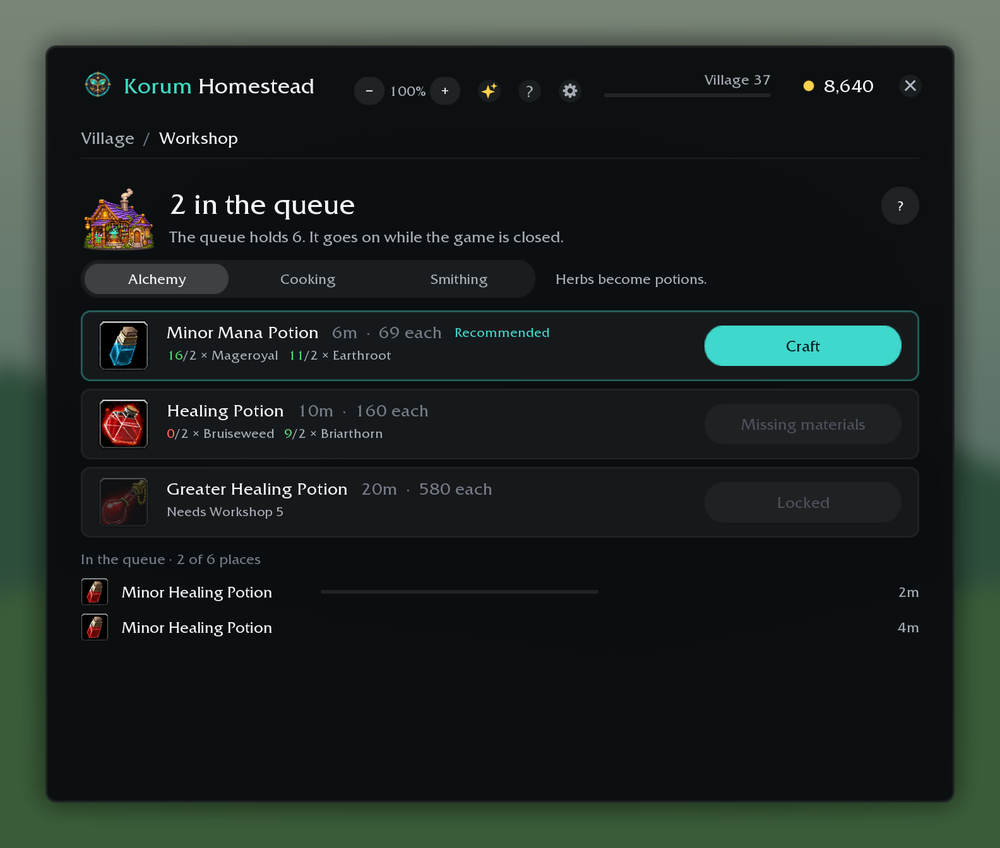 Korum Homestead
− 100% + ? Village 37 8,640 ✕
Village / Workshop
2 in the queue
?
The queue holds 6. It goes on while the game is closed.
Alchemy Cooking Smithing Herbs become potions.
Minor Mana Potion 6m · 69 each Recommended
16/2 × Mageroyal 11/2 × Earthroot
Craft
Healing Potion 10m · 160 each
0/2 × Bruiseweed 9/2 × Briarthorn
Missing materials
Greater Healing Potion 20m · 580 each
Needs Workshop 5
Locked
In the queue · 2 of 6 places
Minor Healing Potion 2m
Minor Healing Potion 4m